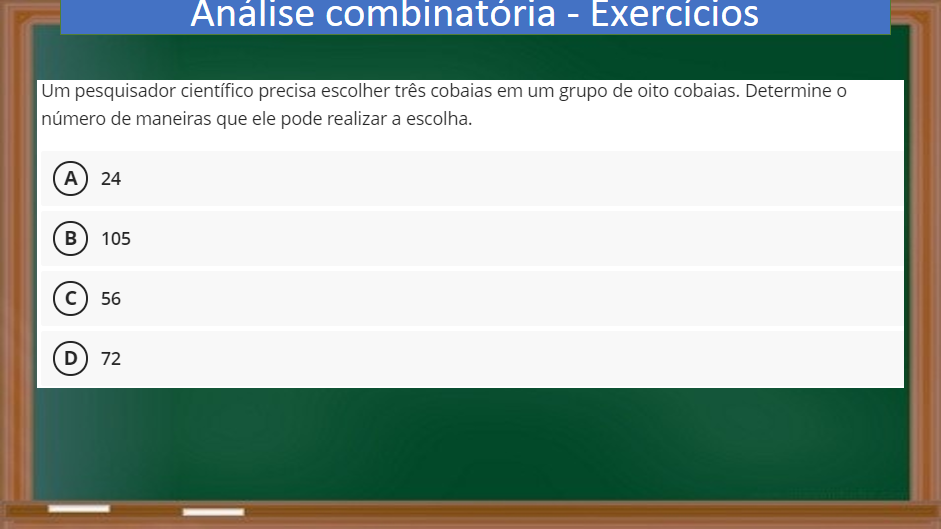 Análise combinatória - Exercícios
Um pesquisador científico precisa escolher três cobaias em um grupo de oito cobaias. Determine o
número de maneiras que ele pode realizar a escolha.
A 24
B 105
C 56
D 72